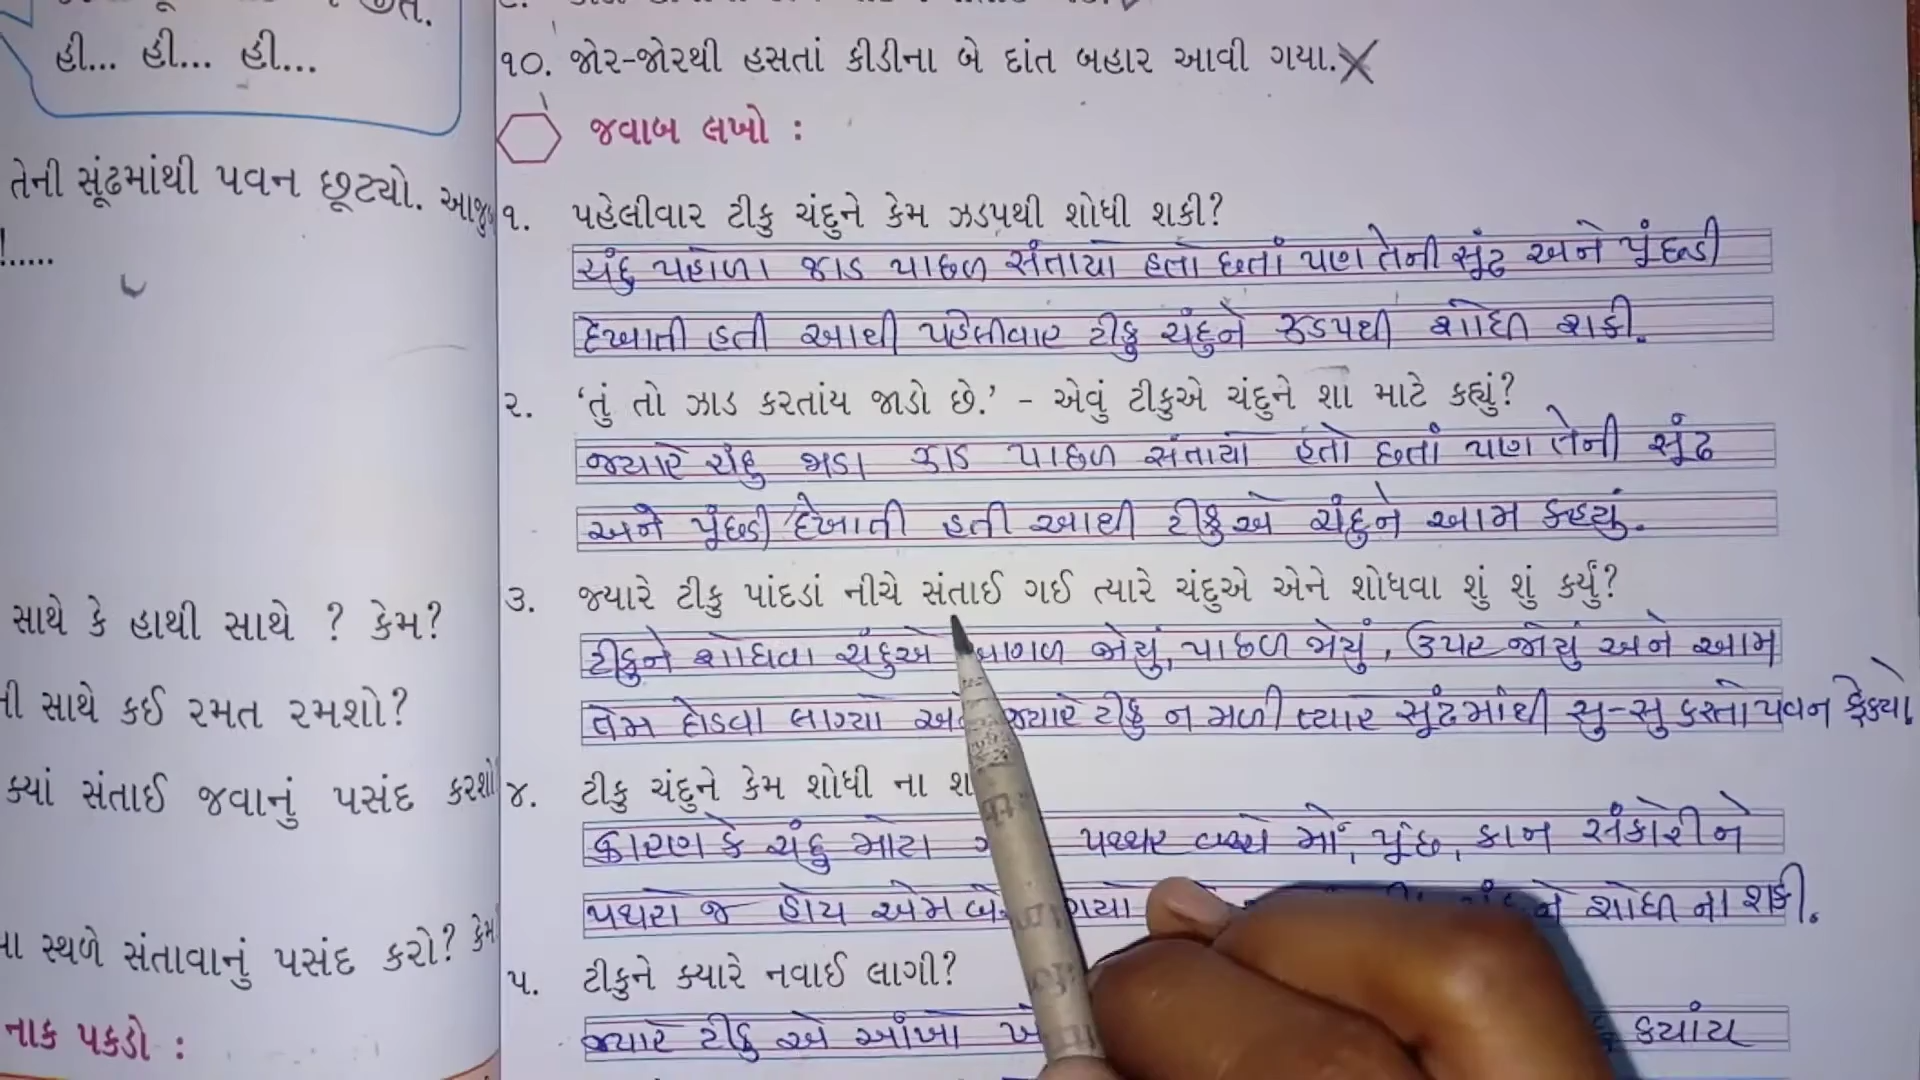 હી... હી... હી...
તેની સૂંઢમાંથી પવન છૂટ્યો.
!......
સાથે કે હાથી સાથે ? કેમ?
ની સાથે કઈ રમત રમશો?
ક્યાં સંતાઈ જવાનું પસંદ કરશો
મા સ્થળે સંતાવાનું પસંદ કરો? કેમ
નાક પકડો :
૧૦. જોર-જોરથી હસતાં કીડીના બે દાંત બહાર આવી ગયા.
જવાબ લખો :
૧. પહેલીવાર ટીકુ ચંદુને કેમ ઝડપથી શોધી શકી?
ચંદુ પહોળા જાડ પાછળ સંતાયો હતો છતાં પણ તેની સૂંઢ અને પૂંછડી
દેખાતી હતી આથી પહેલીવાર ટીકુ ચંદુને ઝડપથી શોધી શકી.
૨. ‘તું તો ઝાડ કરતાંય જાડો છે.’ – એવું ટીકુએ ચંદુને શા માટે કહ્યું?
જ્યારે ચંદુ જાડા ઝાડ પાછળ સંતાયો હતો છતાં પણ તેની સૂંઢ
અને પૂંછડી દેખાતી હતી આથી ટીકુએ ચંદુને આમ કહ્યું.
૩. જ્યારે ટીકુ પાંદડાં નીચે સંતાઈ ગઈ ત્યારે ચંદુએ એને શોધવા શું શું કર્યું?
ટીકુને શોધવા ચંદુએ આગળ જોયું, પાછળ જોયું, ઉપર જોયું અને આમ
તેમ દોડવા લાગ્યો જ્યારે ટીકુ ન મળી ત્યાર સૂંઢમાંથી સુ-સુ કરતો પવન ફેંક્યો
૪. ટીકુ ચંદુને કેમ શોધી ના
કારણ કે ચંદુ મોટા પથ્થર વચ્ચે મોં, પૂંછ, કાન સંકોરીને
પથરો જ હોય એમ ગયો શોધી ના શકી.
૫. ટીકુને ક્યારે નવાઈ લાગી?
જ્યારે ટીકુ એ આંખો ક્યાંય